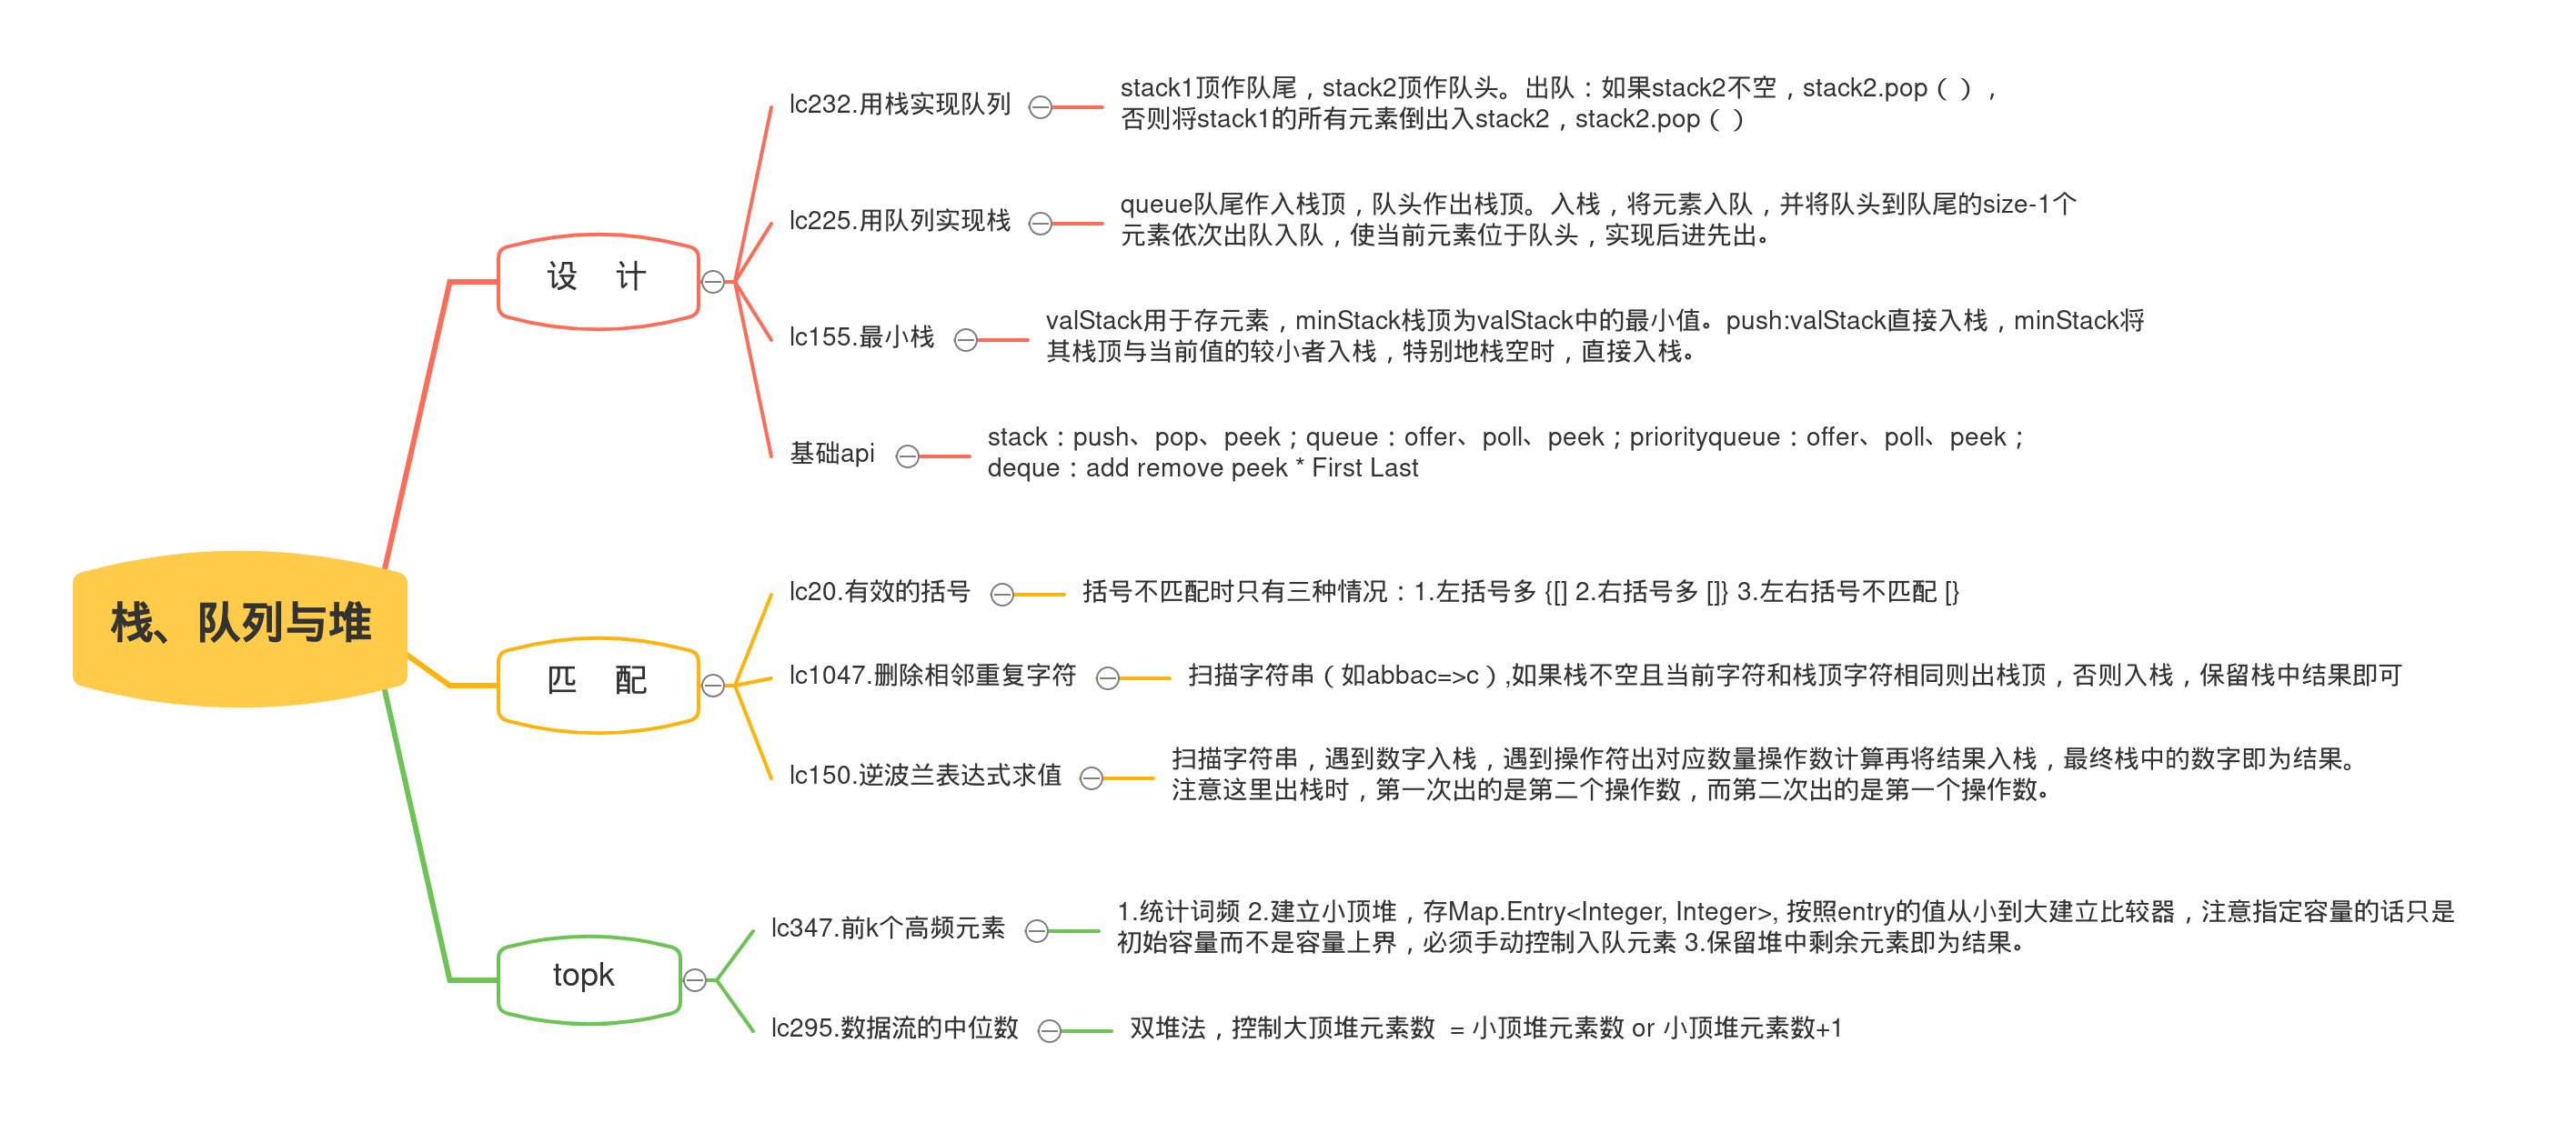 栈、队列与堆
设 计
lc232.用栈实现队列
stack1顶作队尾，stack2顶作队头。出队：如果stack2不空，stack2.pop（），
否则将stack1的所有元素倒出入stack2，stack2.pop（）
lc225.用队列实现栈
queue队尾作入栈顶，队头作出栈顶。入栈，将元素入队，并将队头到队尾的size-1个
元素依次出队入队，使当前元素位于队头，实现后进先出。
lc155.最小栈
valStack用于存元素，minStack栈顶为valStack中的最小值。push:valStack直接入栈，minStack将
其栈顶与当前值的较小者入栈，特别地栈空时，直接入栈。
基础api
stack：push、pop、peek；queue：offer、poll、peek；priorityqueue：offer、poll、peek；
deque：add remove peek * First Last
匹 配
lc20.有效的括号
括号不匹配时只有三种情况：1.左括号多 {[] 2.右括号多 []} 3.左右括号不匹配 [}
lc1047.删除相邻重复字符
扫描字符串（如abbac=>c）,如果栈不空且当前字符和栈顶字符相同则出栈顶，否则入栈，保留栈中结果即可
lc150.逆波兰表达式求值
扫描字符串，遇到数字入栈，遇到操作符出对应数量操作数计算再将结果入栈，最终栈中的数字即为结果。
注意这里出栈时，第一次出的是第二个操作数，而第二次出的是第一个操作数。
topk
lc347.前k个高频元素
1.统计词频 2.建立小顶堆，存Map.Entry<Integer, Integer>, 按照entry的值从小到大建立比较器，注意指定容量的话只是
初始容量而不是容量上界，必须手动控制入队元素 3.保留堆中剩余元素即为结果。
lc295.数据流的中位数
双堆法，控制大顶堆元素数 = 小顶堆元素数 or 小顶堆元素数+1